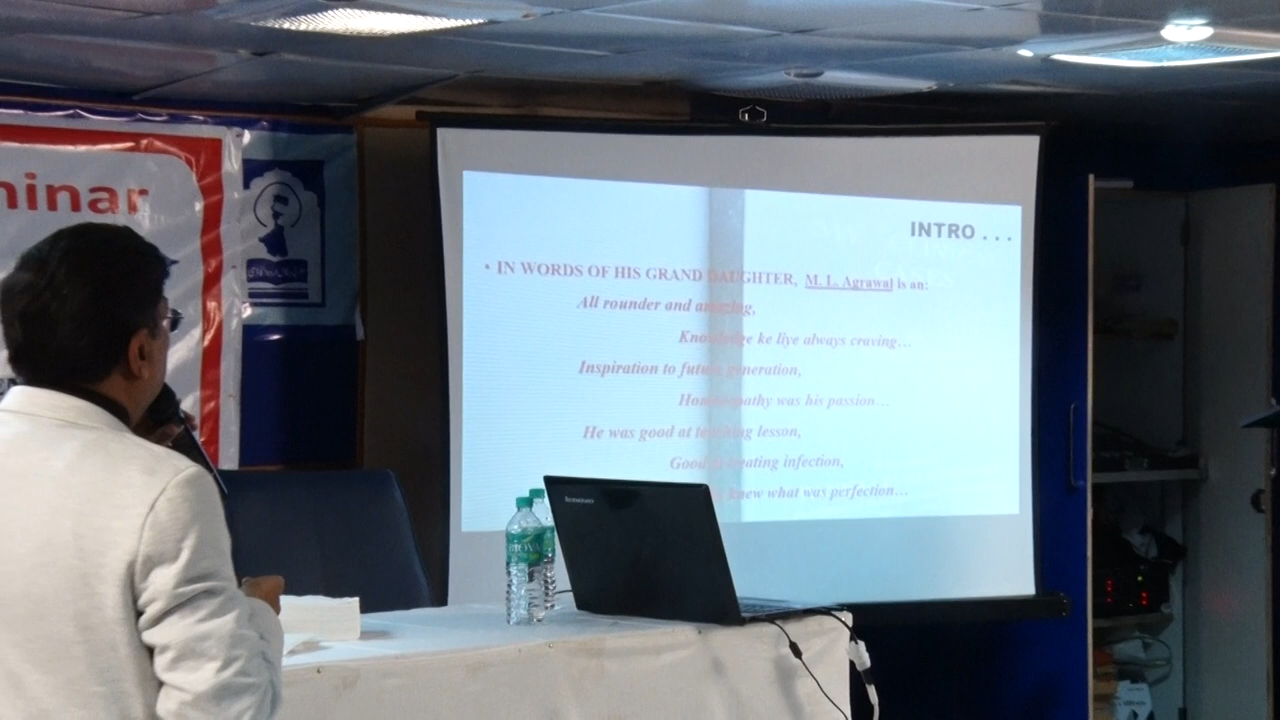 minar
INTRO . . .
• IN WORDS OF HIS GRAND DAUGHTER, M. L. Agrawal is an:
All rounder and amazing,
Knowledge ke liye always craving…
Inspiration to future generation,
Homeopathy was his passion…
He was good at teaching lesson,
Good at treating infection,
knew what was perfection…
lenovo